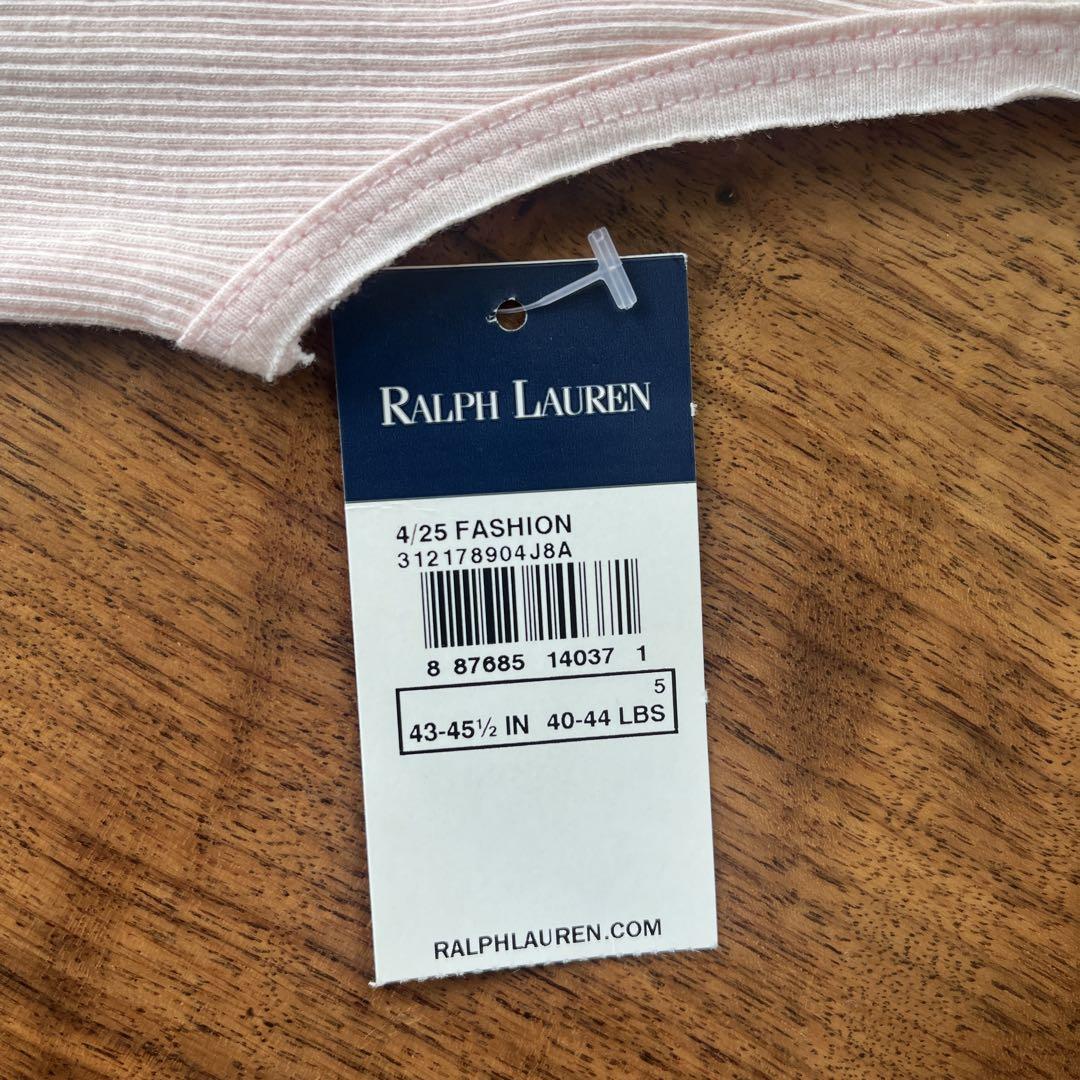 RALPH LAUREN
4/25 FASHION
312178904J8A
8 87685 14037 1
5
43-45½ IN 40-44 LBS
RALPHLAUREN.COM